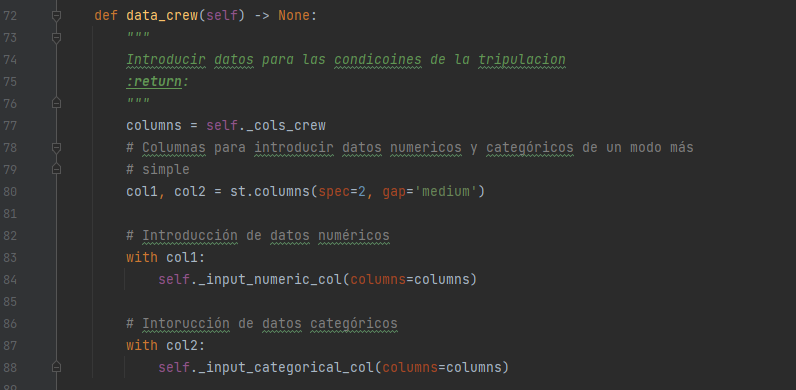 72 def data_crew(self) -> None:
73 """
74 Introducir datos para las condicoines de la tripulacion
75 :return:
76 """
77 columns = self._cols_crew
78 # Columnas para introducir datos numericos y categóricos de un modo más
79 # simple
80 col1, col2 = st.columns(spec=2, gap='medium')
81
82 # Introducción de datos numéricos
83 with col1:
84 self._input_numeric_col(columns=columns)
85
86 # Intorucción de datos categóricos
87 with col2:
88 self._input_categorical_col(columns=columns)
89